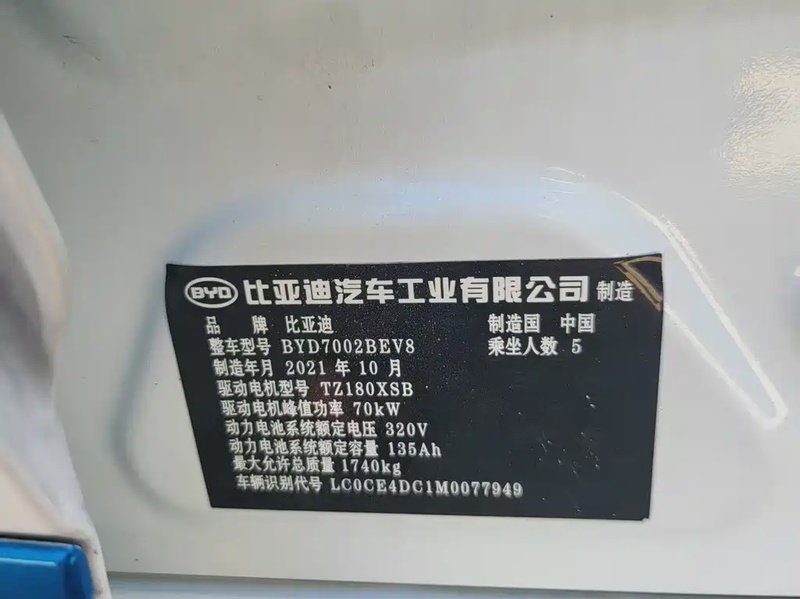 BYD 比亚迪汽车工业有限公司 制造
品 牌 比亚迪 制造国 中国
整车型号 BYD7002BEV8 乘坐人数 5
制造年月 2021 年 10 月
驱动电机型号 TZ180XSB
驱动电机峰值功率 70kW
动力电池系统额定电压 320V
动力电池系统额定容量 135Ah
最大允许总质量 1740kg
车辆识别代号 LC0CE4DC1M0077949